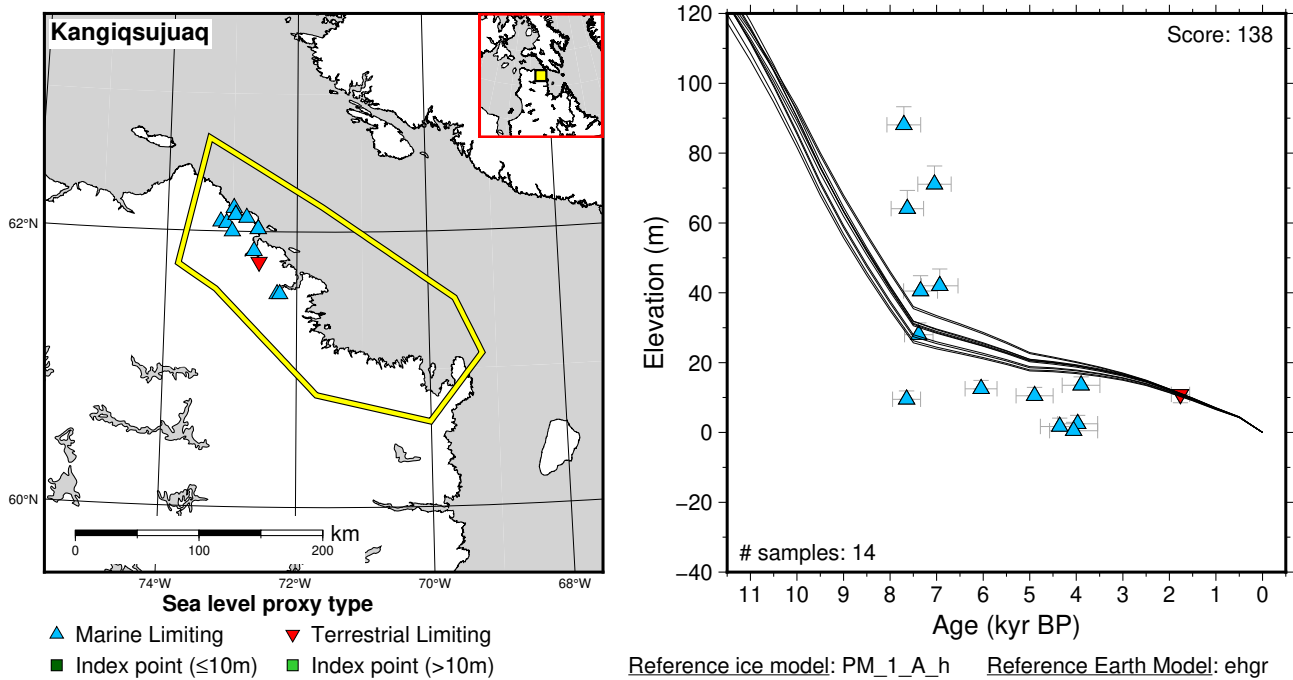 Kangiqsujuaq
62°N
60°N
km
0 100 200
74°W 72°W 70°W 68°W
Sea level proxy type
Marine Limiting Terrestrial Limiting
Index point (≤10m) Index point (>10m)
Score: 138
120
100
80
60
40
20
0
−20
−40
Elevation (m)
# samples: 14
11 10 9 8 7 6 5 4 3 2 1 0
Age (kyr BP)
Reference ice model: PM_1_A_h Reference Earth Model: ehgr